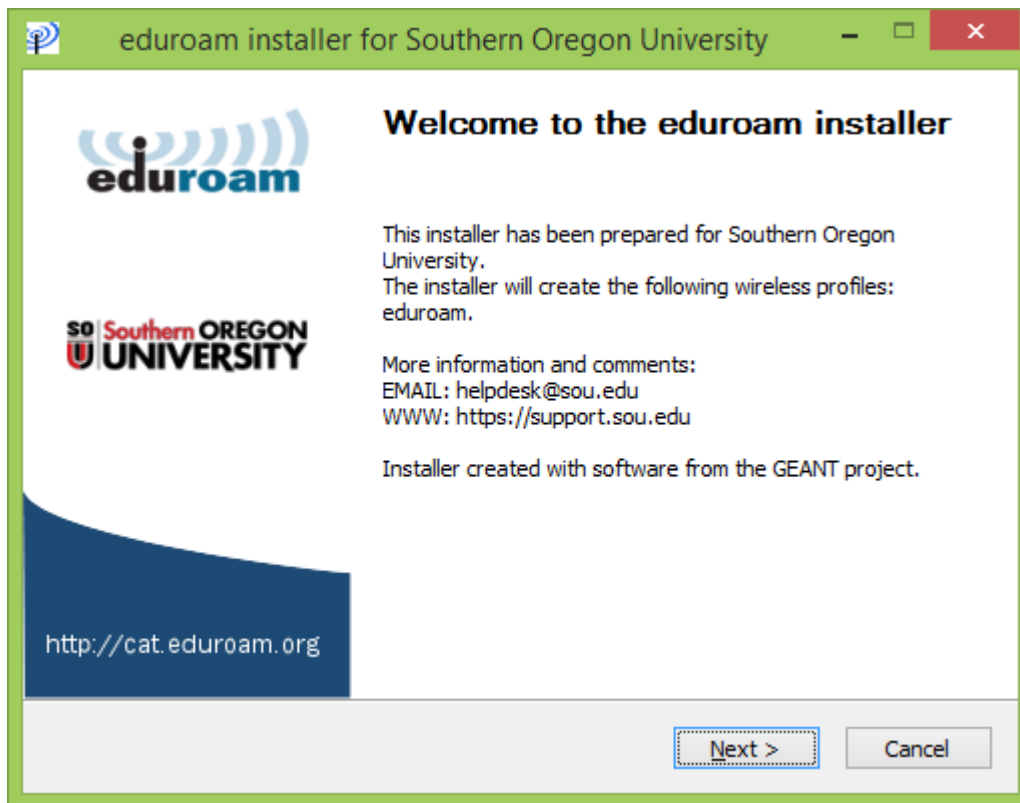 eduroam installer for Southern Oregon University
eduroam
Welcome to the eduroam installer
This installer has been prepared for Southern Oregon
University.
The installer will create the following wireless profiles:
eduroam.
SO Southern OREGON
U UNIVERSITY
More information and comments:
EMAIL: helpdesk@sou.edu
WWW: https://support.sou.edu
Installer created with software from the GEANT project.
http://cat.eduroam.org
Next >
Cancel